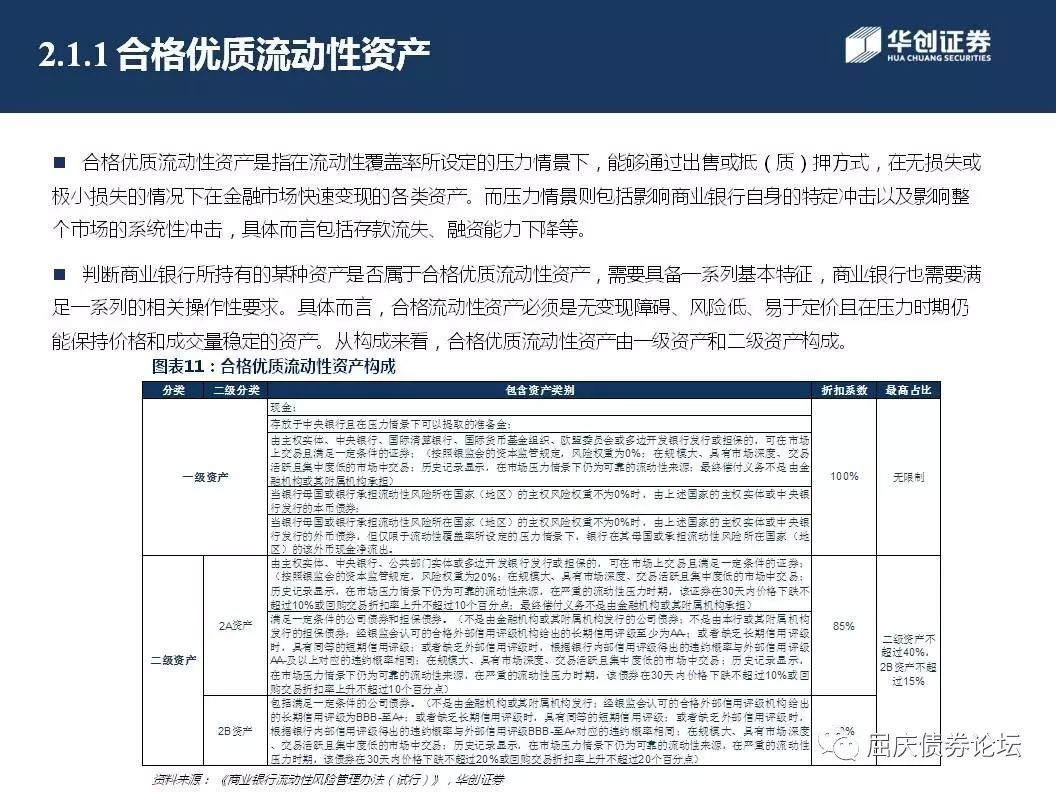 2.1.1 合格优质流动性资产
华创证券
HUA CHUANG SECURITIES
■ 合格优质流动性资产是指在流动性覆盖率所设定的压力情景下，能够通过出售或抵（质）押方式，在无损失或
极小损失的情况下在金融市场快速变现的各类资产。而压力情景则包括影响商业银行自身的特定冲击以及影响整
个市场的系统性冲击，具体而言包括存款流失、融资能力下降等。
■ 判断商业银行所持有的某种资产是否属于合格优质流动性资产，需要具备一系列基本特征，商业银行也需要满
足一系列的相关操作性要求。具体而言，合格流动性资产必须是无变现障碍、风险低、易于定价且在压力时期仍
能保持价格和成交量稳定的资产。从构成来看，合格优质流动性资产由一级资产和二级资产构成。
图表11：合格优质流动性资产构成
分类 二级分类 包含资产类别 折扣系数 最高占比
一级资产
现金；
存放于中央银行且在压力情景下可以提取的准备金；
由主权实体、中央银行、国际清算银行、国际货币基金组织、欧盟委员会或多边开发银行发行或担保的，可在市场
上交易且满足一定条件的证券；（按照银监会的资本监管规定，风险权重为0%；在规模大、具有市场深度、交易
活跃且集中度低的市场中交易；历史记录显示，在市场压力情景下仍为可靠的流动性来源；最终偿付义务不是由金
融机构或其附属机构承担）
当银行母国或银行承担流动性风险所在国家（地区）的主权风险权重不为0%时，由上述国家的主权实体或中央银
行发行的本币债券；
当银行母国或银行承担流动性风险所在国家（地区）的主权风险权重不为0%时，由上述国家的主权实体或中央银
行发行的外币债券，但仅限于流动性覆盖率所设定的压力情景下，银行在其母国或承担流动性风险所在国家（地
区）的该外币现金净流出。
100%
无限制
二级资产
2A资产
由主权实体、中央银行、公共部门实体或多边开发银行发行或担保的，可在市场上交易且满足一定条件的证券；
（按照银监会的资本监管规定，风险权重为20%；在规模大、具有市场深度、交易活跃且集中度低的市场中交易；
历史记录显示，在市场压力情景下仍为可靠的流动性来源，在严重的流动性压力时期，该证券在30天内价格下跌不
超过10%或回购交易折扣率上升不超过10个百分点；最终偿付义务不是由金融机构或其附属机构承担）
满足一定条件的公司债券和担保债券。（不是由金融机构或其附属机构发行的公司债券；不是由本行或其附属机构
发行的担保债券；经银监会认可的合格外部信用评级机构给出的长期信用评级至少为AA-；或者缺乏长期信用评级
时，具有同等的短期信用评级；或者缺乏外部信用评级时，根据银行内部信用评级得出的违约概率与外部信用评级
AA-及以上对应的违约概率相同；在规模大、具有市场深度、交易活跃且集中度低的市场中交易；历史记录显示，
在市场压力情景下仍为可靠的流动性来源，在严重的流动性压力时期，该债券在30天内价格下跌不超过10%或回
购交易折扣率上升不超过10个百分点）
85%
二级资产不
超过40%，
2B资产不超
过15%
2B资产
包括满足一定条件的公司债券。（不是由金融机构或其附属机构发行；经银监会认可的合格外部信用评级机构给出
的长期信用评级为BBB-至A+；或者缺乏长期信用评级时，具有同等的短期信用评级；或者缺乏外部信用评级时，
根据银行内部信用评级得出的违约概率与外部信用评级BBB-至A+对应的违约概率相同；在规模大、具有市场深度
、交易活跃且集中度低的市场中交易；历史记录显示，在市场压力情景下仍为可靠的流动性来源，在严重的流动性
压力时期，该债券在30天内价格下跌不超过20%或回购交易折扣率上升不超过20个百分点）
屈庆债券论坛
资料来源：《商业银行流动性风险管理办法（试行）》，华创证券